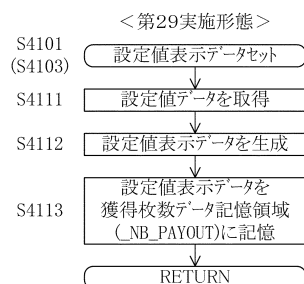 ＜第29実施形態＞
S4101
(S4103)
設定値表示ﾃﾞｰﾀｾｯﾄ
S4111
設定値ﾃﾞｰﾀを取得
S4112
設定値表示ﾃﾞｰﾀを生成
S4113
設定値表示ﾃﾞｰﾀを
獲得枚数ﾃﾞｰﾀ記憶領域
(_NB_PAYOUT)に記憶
RETURN